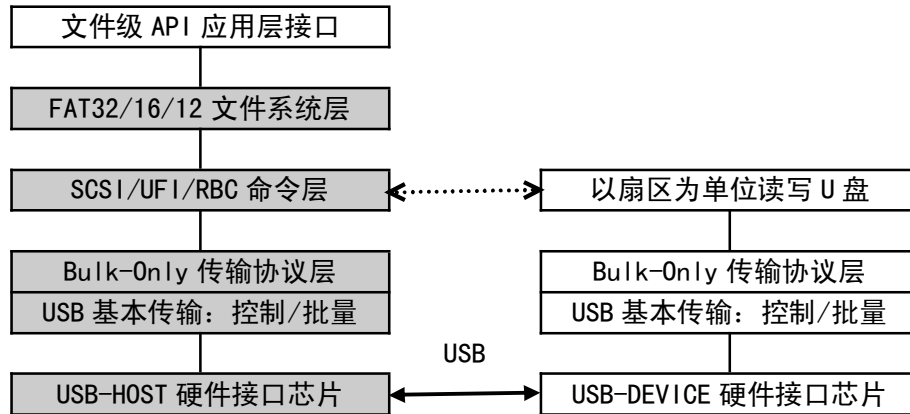 文件级 API 应用层接口
FAT32/16/12 文件系统层
SCSI/UFI/RBC 命令层
以扇区为单位读写 U 盘
Bulk-Only 传输协议层
Bulk-Only 传输协议层
USB 基本传输：控制/批量
USB 基本传输：控制/批量
USB
USB-HOST 硬件接口芯片
USB-DEVICE 硬件接口芯片